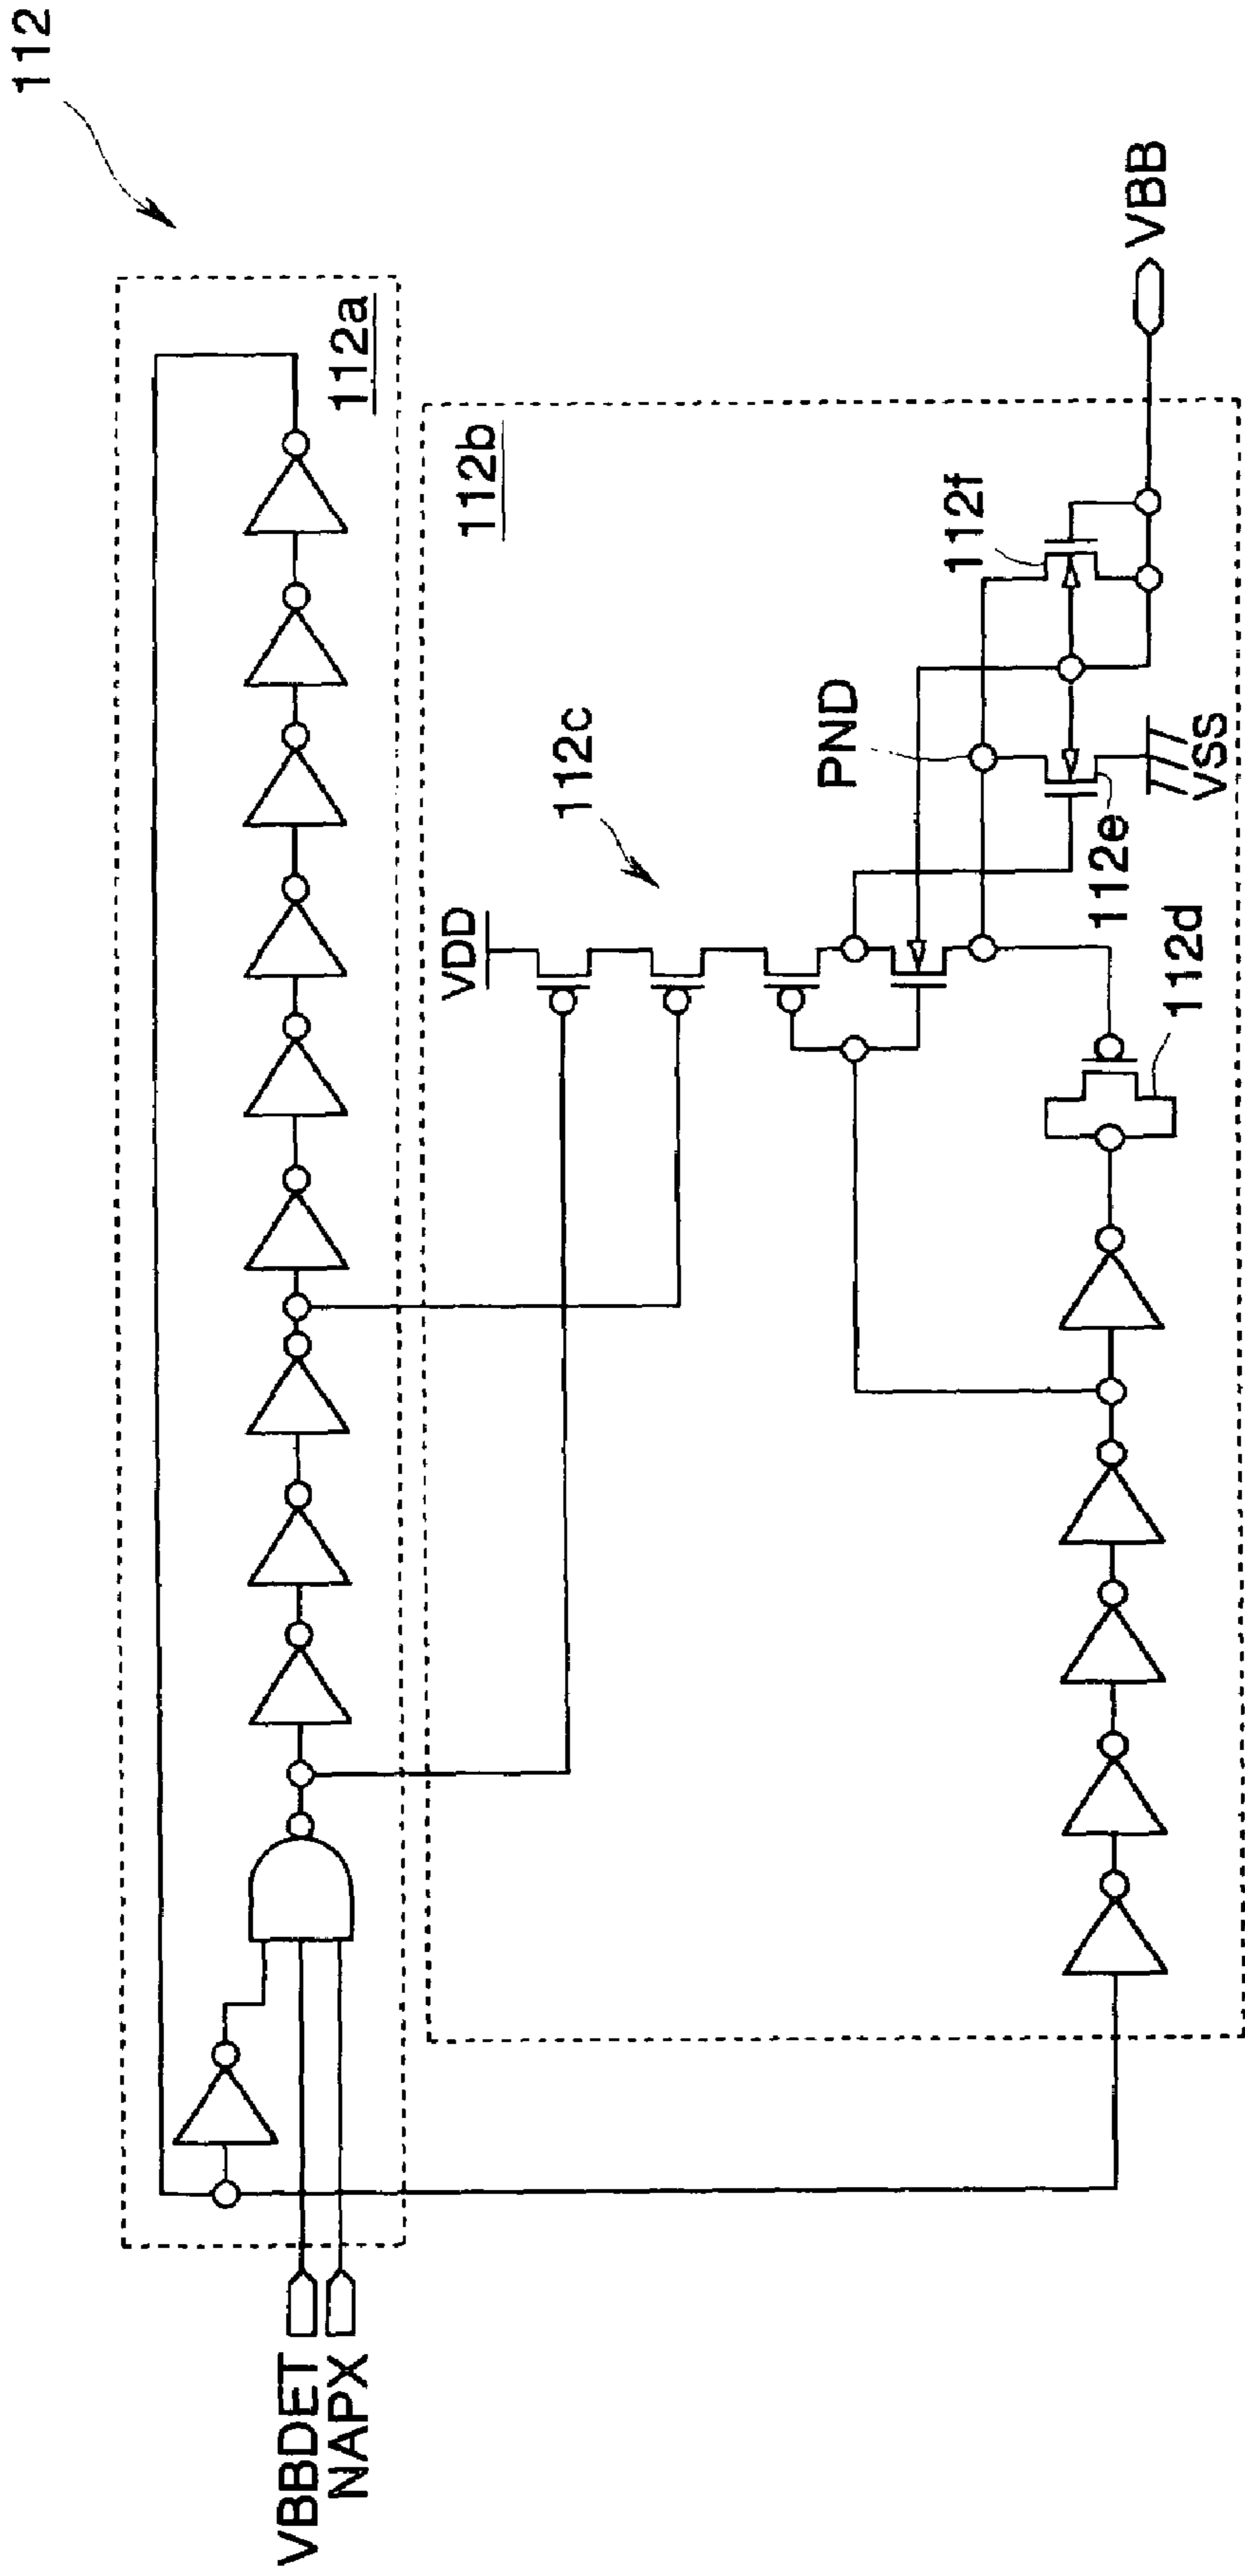 112
112a
112b
112c
VDD
PND
112f
VBB
112e
VSS
112d
VBBDET
NAPX